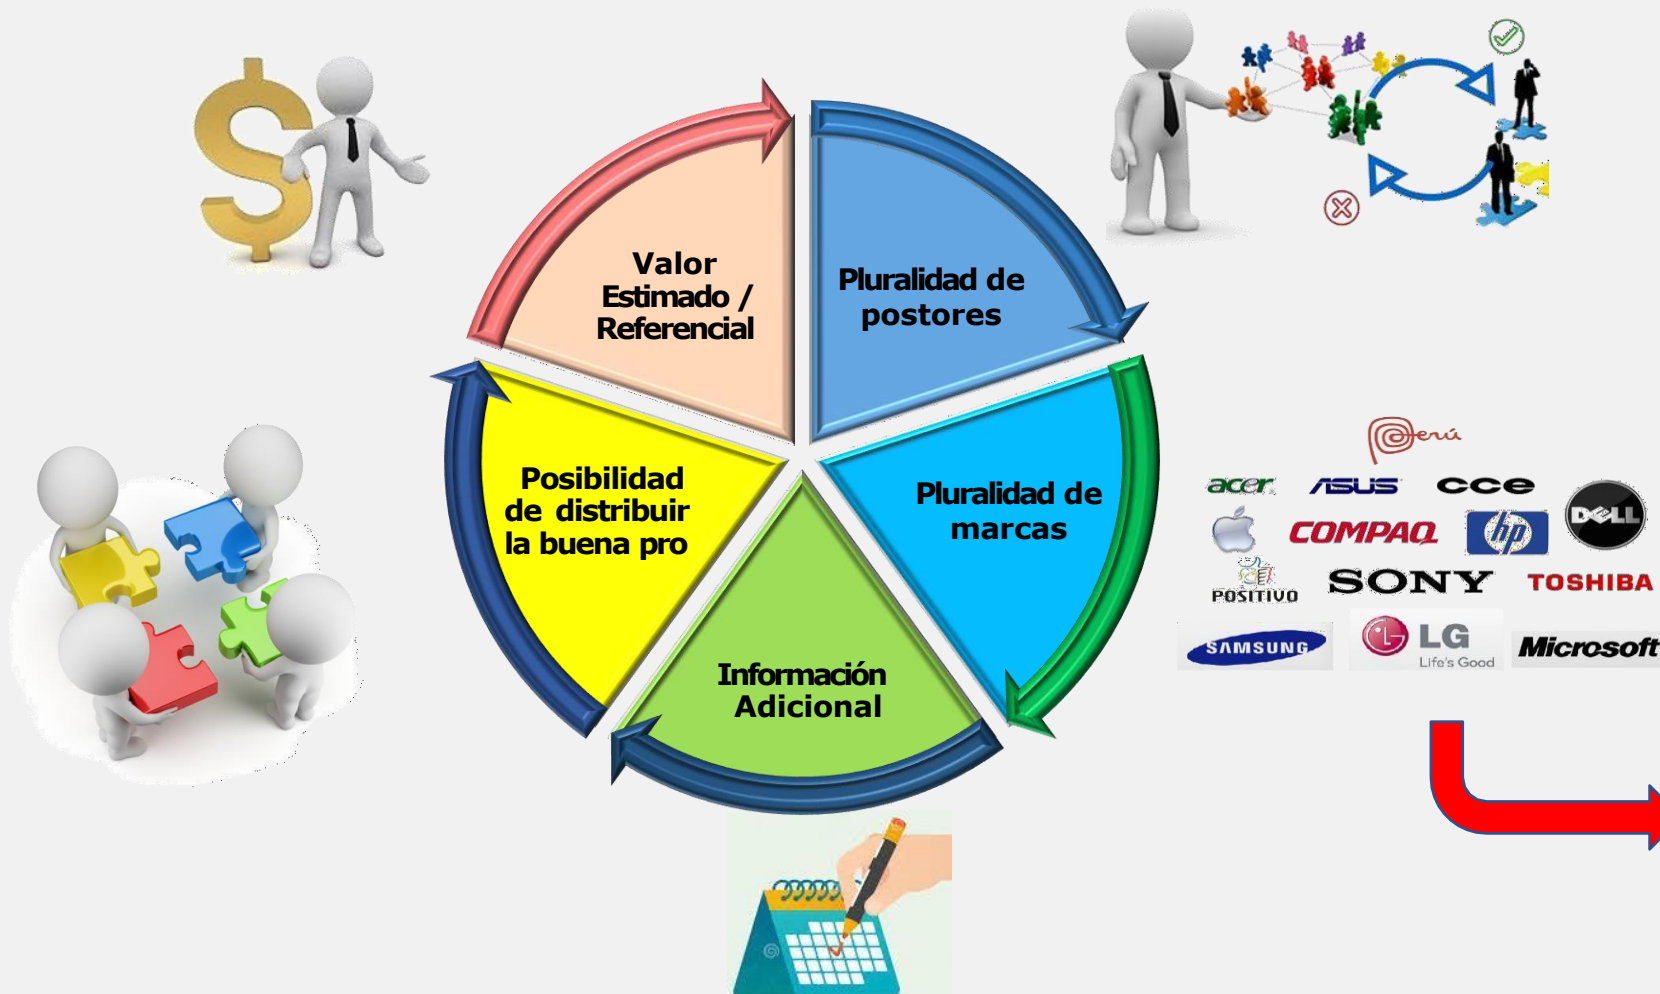 Valor
Estimado /
Referencial
Pluralidad de
postores
Pluralidad de
marcas
Información
Adicional
Posibilidad
de distribuir
la buena pro
Perú
acer ASUS CCE
DELL
COMPAQ hp
POSITIVO SONY TOSHIBA
SAMSUNG LG Microsoft
Life's Good